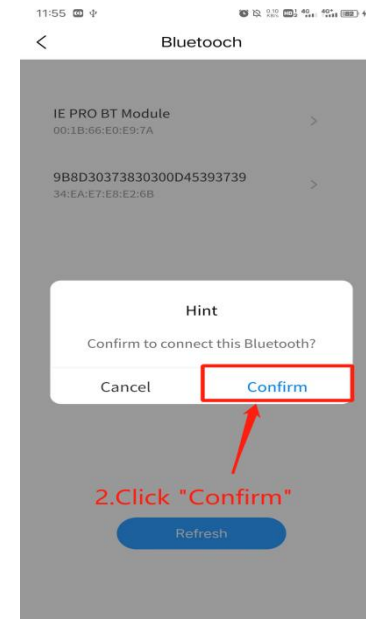 11:55
Bluetooch
IE PRO BT Module
00:1B:66:E0:E9:7A
9B8D30373830300D45393739
34:EA:E7:E8:E2:6B
Hint
Confirm to connect this Bluetooth?
Cancel
Confirm
2.Click "Confirm"
Refresh